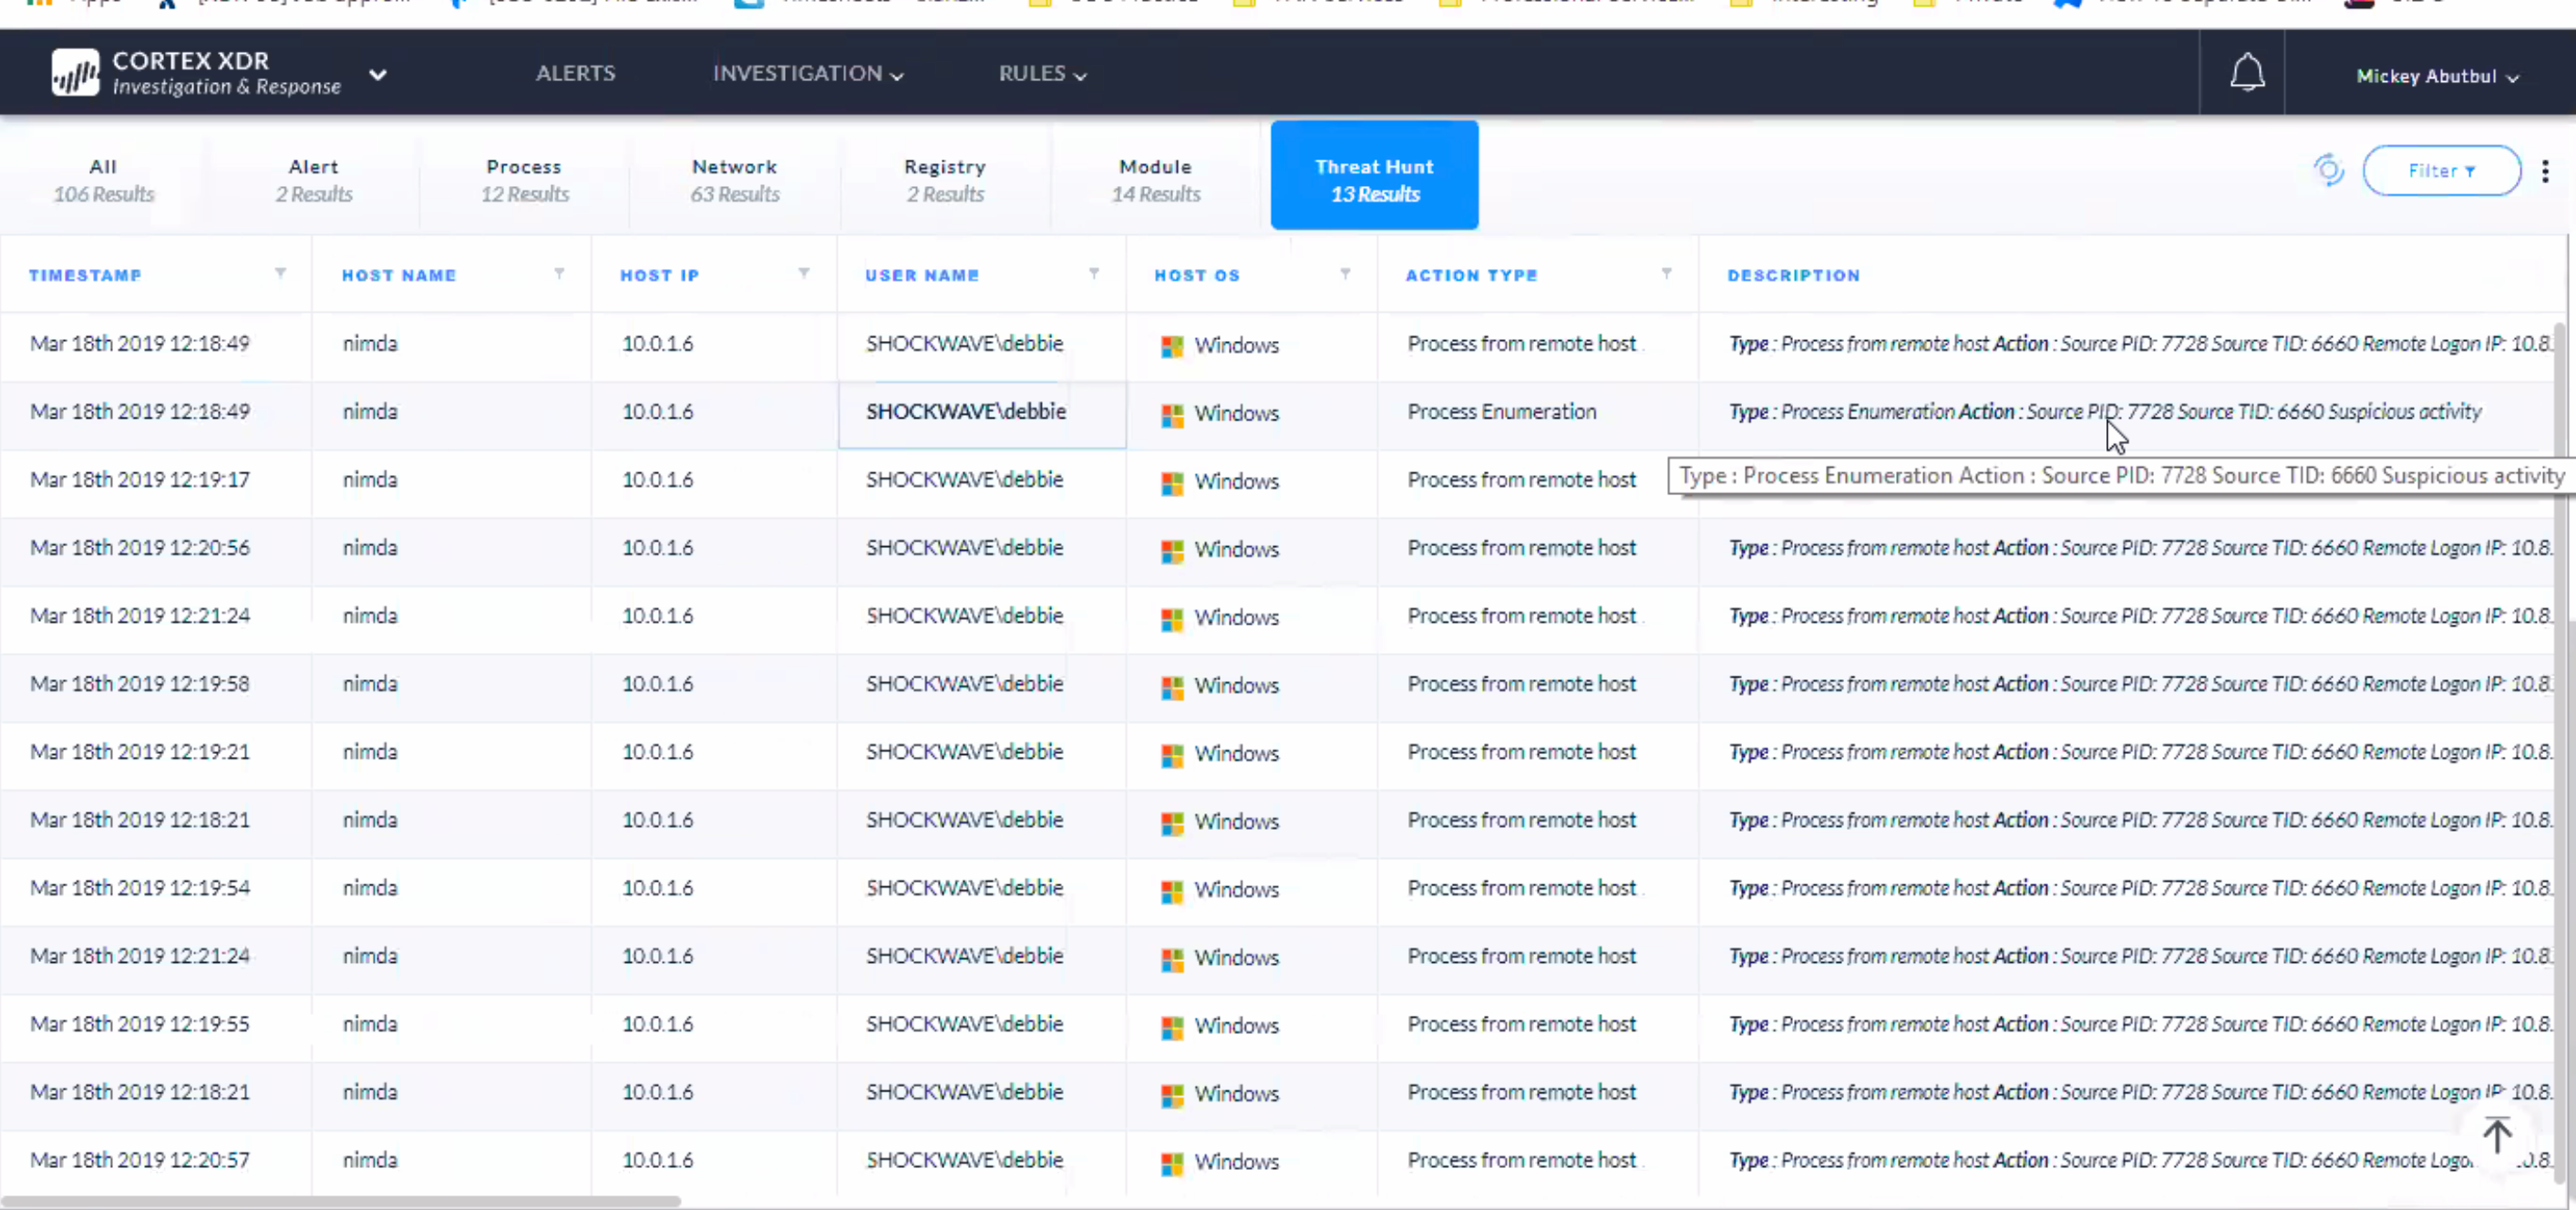 CORTEX XDR
Investigation & Response
ALERTS INVESTIGATION RULES
Mickey Abutbul
All Alert Process Network Registry Module Threat Hunt
106 Results 2 Results 12 Results 63 Results 2 Results 14 Results 13 Results
Filter
TIMESTAMP HOST NAME HOST IP USER NAME HOST OS ACTION TYPE DESCRIPTION
Mar 18th 2019 12:18:49 nimda 10.0.1.6 SHOCKWAVE\debbie Windows Process from remote host Type : Process from remote host Action : Source PID: 7728 Source TID: 6660 Remote Logon IP: 10.8.
Mar 18th 2019 12:18:49 nimda 10.0.1.6 SHOCKWAVE\debbie Windows Process Enumeration Type : Process Enumeration Action : Source PID: 7728 Source TID: 6660 Suspicious activity
Mar 18th 2019 12:19:17 nimda 10.0.1.6 SHOCKWAVE\debbie Windows Process from remote host
Type : Process Enumeration Action : Source PID: 7728 Source TID: 6660 Suspicious activity
Mar 18th 2019 12:20:56 nimda 10.0.1.6 SHOCKWAVE\debbie Windows Process from remote host Type : Process from remote host Action : Source PID: 7728 Source TID: 6660 Remote Logon IP: 10.8.
Mar 18th 2019 12:21:24 nimda 10.0.1.6 SHOCKWAVE\debbie Windows Process from remote host Type : Process from remote host Action : Source PID: 7728 Source TID: 6660 Remote Logon IP: 10.8.
Mar 18th 2019 12:19:58 nimda 10.0.1.6 SHOCKWAVE\debbie Windows Process from remote host Type : Process from remote host Action : Source PID: 7728 Source TID: 6660 Remote Logon IP: 10.8.
Mar 18th 2019 12:19:21 nimda 10.0.1.6 SHOCKWAVE\debbie Windows Process from remote host Type : Process from remote host Action : Source PID: 7728 Source TID: 6660 Remote Logon IP: 10.8.
Mar 18th 2019 12:18:21 nimda 10.0.1.6 SHOCKWAVE\debbie Windows Process from remote host Type : Process from remote host Action : Source PID: 7728 Source TID: 6660 Remote Logon IP: 10.8.
Mar 18th 2019 12:19:54 nimda 10.0.1.6 SHOCKWAVE\debbie Windows Process from remote host Type : Process from remote host Action : Source PID: 7728 Source TID: 6660 Remote Logon IP: 10.8.
Mar 18th 2019 12:21:24 nimda 10.0.1.6 SHOCKWAVE\debbie Windows Process from remote host Type : Process from remote host Action : Source PID: 7728 Source TID: 6660 Remote Logon IP: 10.8.
Mar 18th 2019 12:19:55 nimda 10.0.1.6 SHOCKWAVE\debbie Windows Process from remote host Type : Process from remote host Action : Source PID: 7728 Source TID: 6660 Remote Logon IP: 10.8.
Mar 18th 2019 12:18:21 nimda 10.0.1.6 SHOCKWAVE\debbie Windows Process from remote host Type : Process from remote host Action : Source PID: 7728 Source TID: 6660 Remote Logon IP: 10.8.
Mar 18th 2019 12:20:57 nimda 10.0.1.6 SHOCKWAVE\debbie Windows Process from remote host Type : Process from remote host Action : Source PID: 7728 Source TID: 6660 Remote